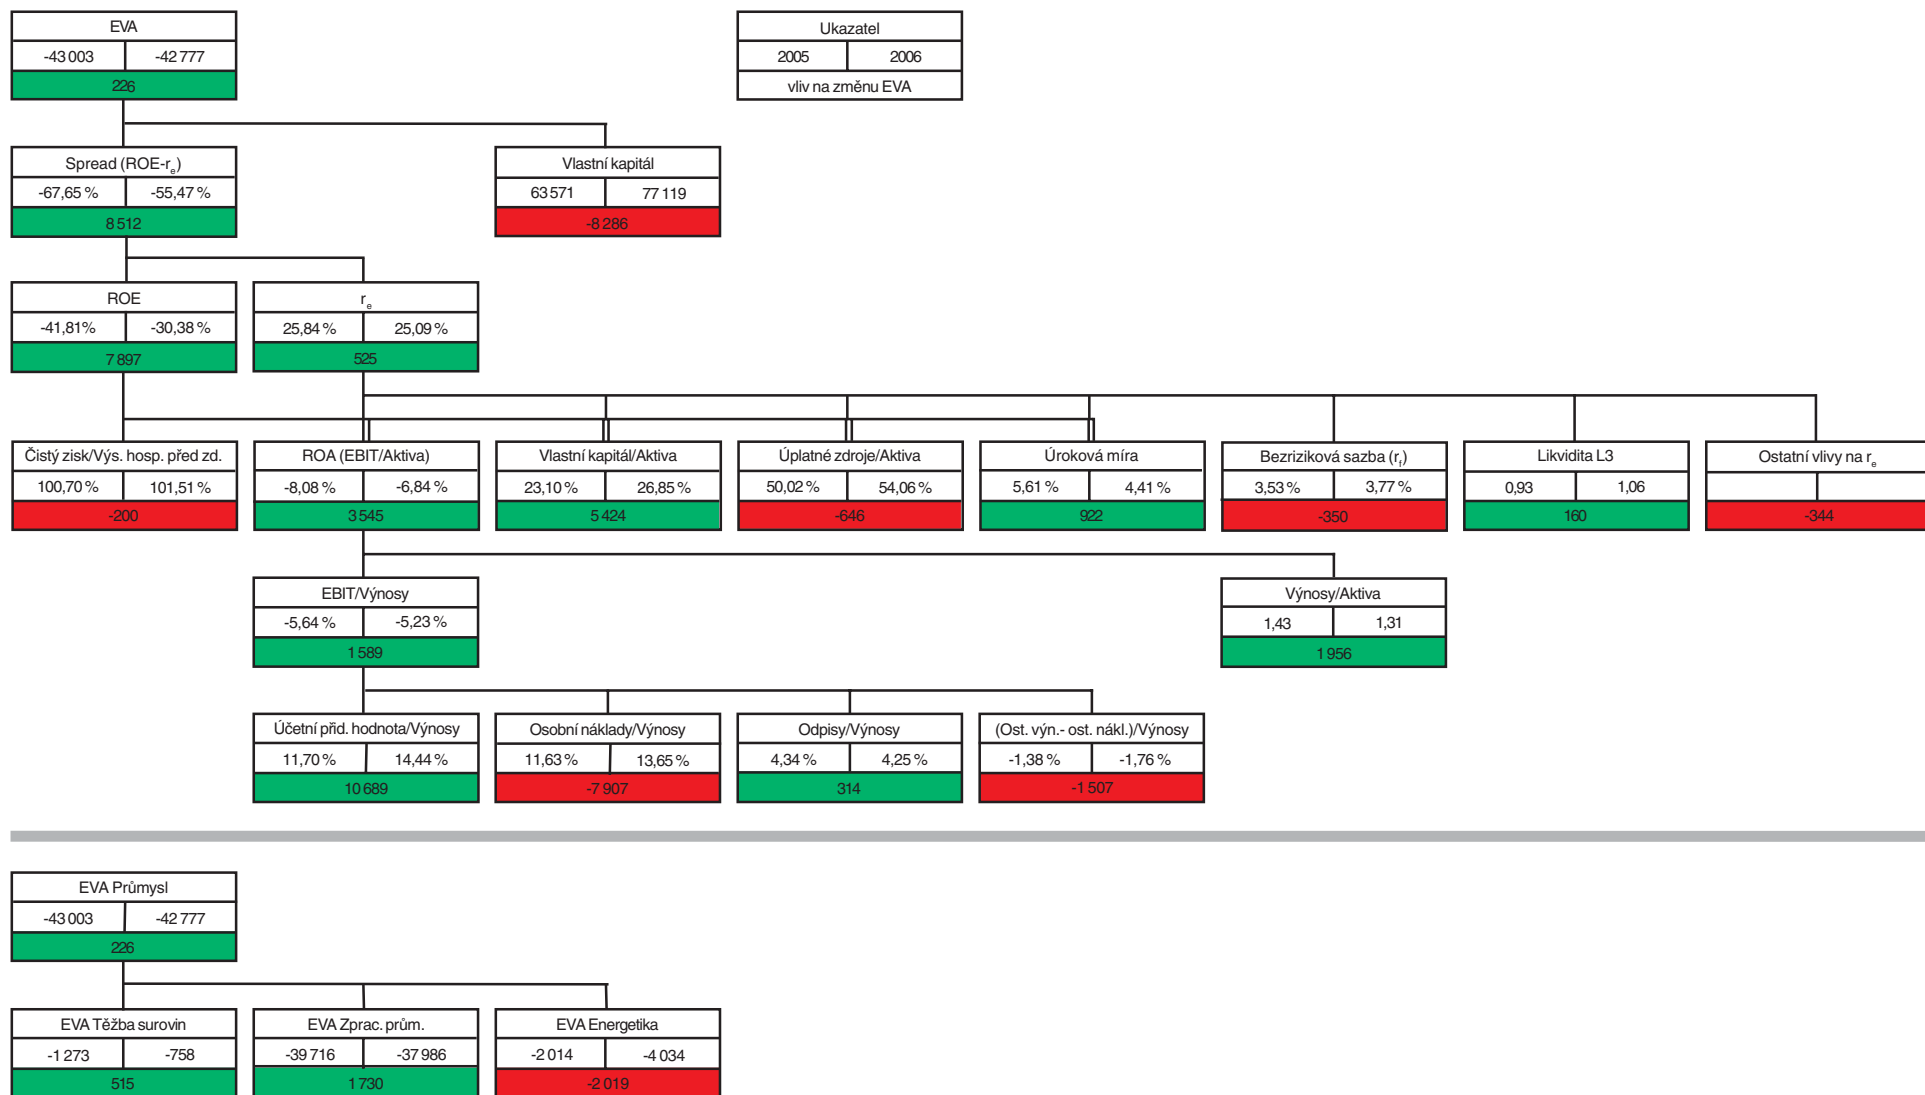 EVA
-43 003 -42 777
226
Ukazatel
2005 2006
vliv na změnu EVA
Spread (ROE-re)
-67,65 % -55,47 %
8 512
Vlastní kapitál
63 571 77 119
-8 286
ROE
-41,81% -30,38 %
7 897
re
25,84 % 25,09 %
525
Čistý zisk/Výs. hosp. před zd.
100,70 % 101,51 %
-200
ROA (EBIT/Aktiva)
-8,08 % -6,84 %
3 545
Vlastní kapitál/Aktiva
23,10 % 26,85 %
5 424
Úplatné zdroje/Aktiva
50,02 % 54,06 %
-646
Úroková míra
5,61 % 4,41 %
922
Bezriziková sazba (rf)
3,53 % 3,77 %
-350
Likvidita L3
0,93 1,06
160
Ostatní vlivy na re
-344
EBIT/Výnosy
-5,64 % -5,23 %
1 589
Výnosy/Aktiva
1,43 1,31
1 956
Účetní přid. hodnota/Výnosy
11,70 % 14,44 %
10 689
Osobní náklady/Výnosy
11,63 % 13,65 %
-7 907
Odpisy/Výnosy
4,34 % 4,25 %
314
(Ost. výn.- ost. nákl.)/Výnosy
-1,38 % -1,76 %
-1 507
EVA Průmysl
-43 003 -42 777
226
EVA Těžba surovin
-1 273 -758
515
EVA Zprac. prům.
-39 716 -37 986
1 730
EVA Energetika
-2 014 -4 034
-2 019